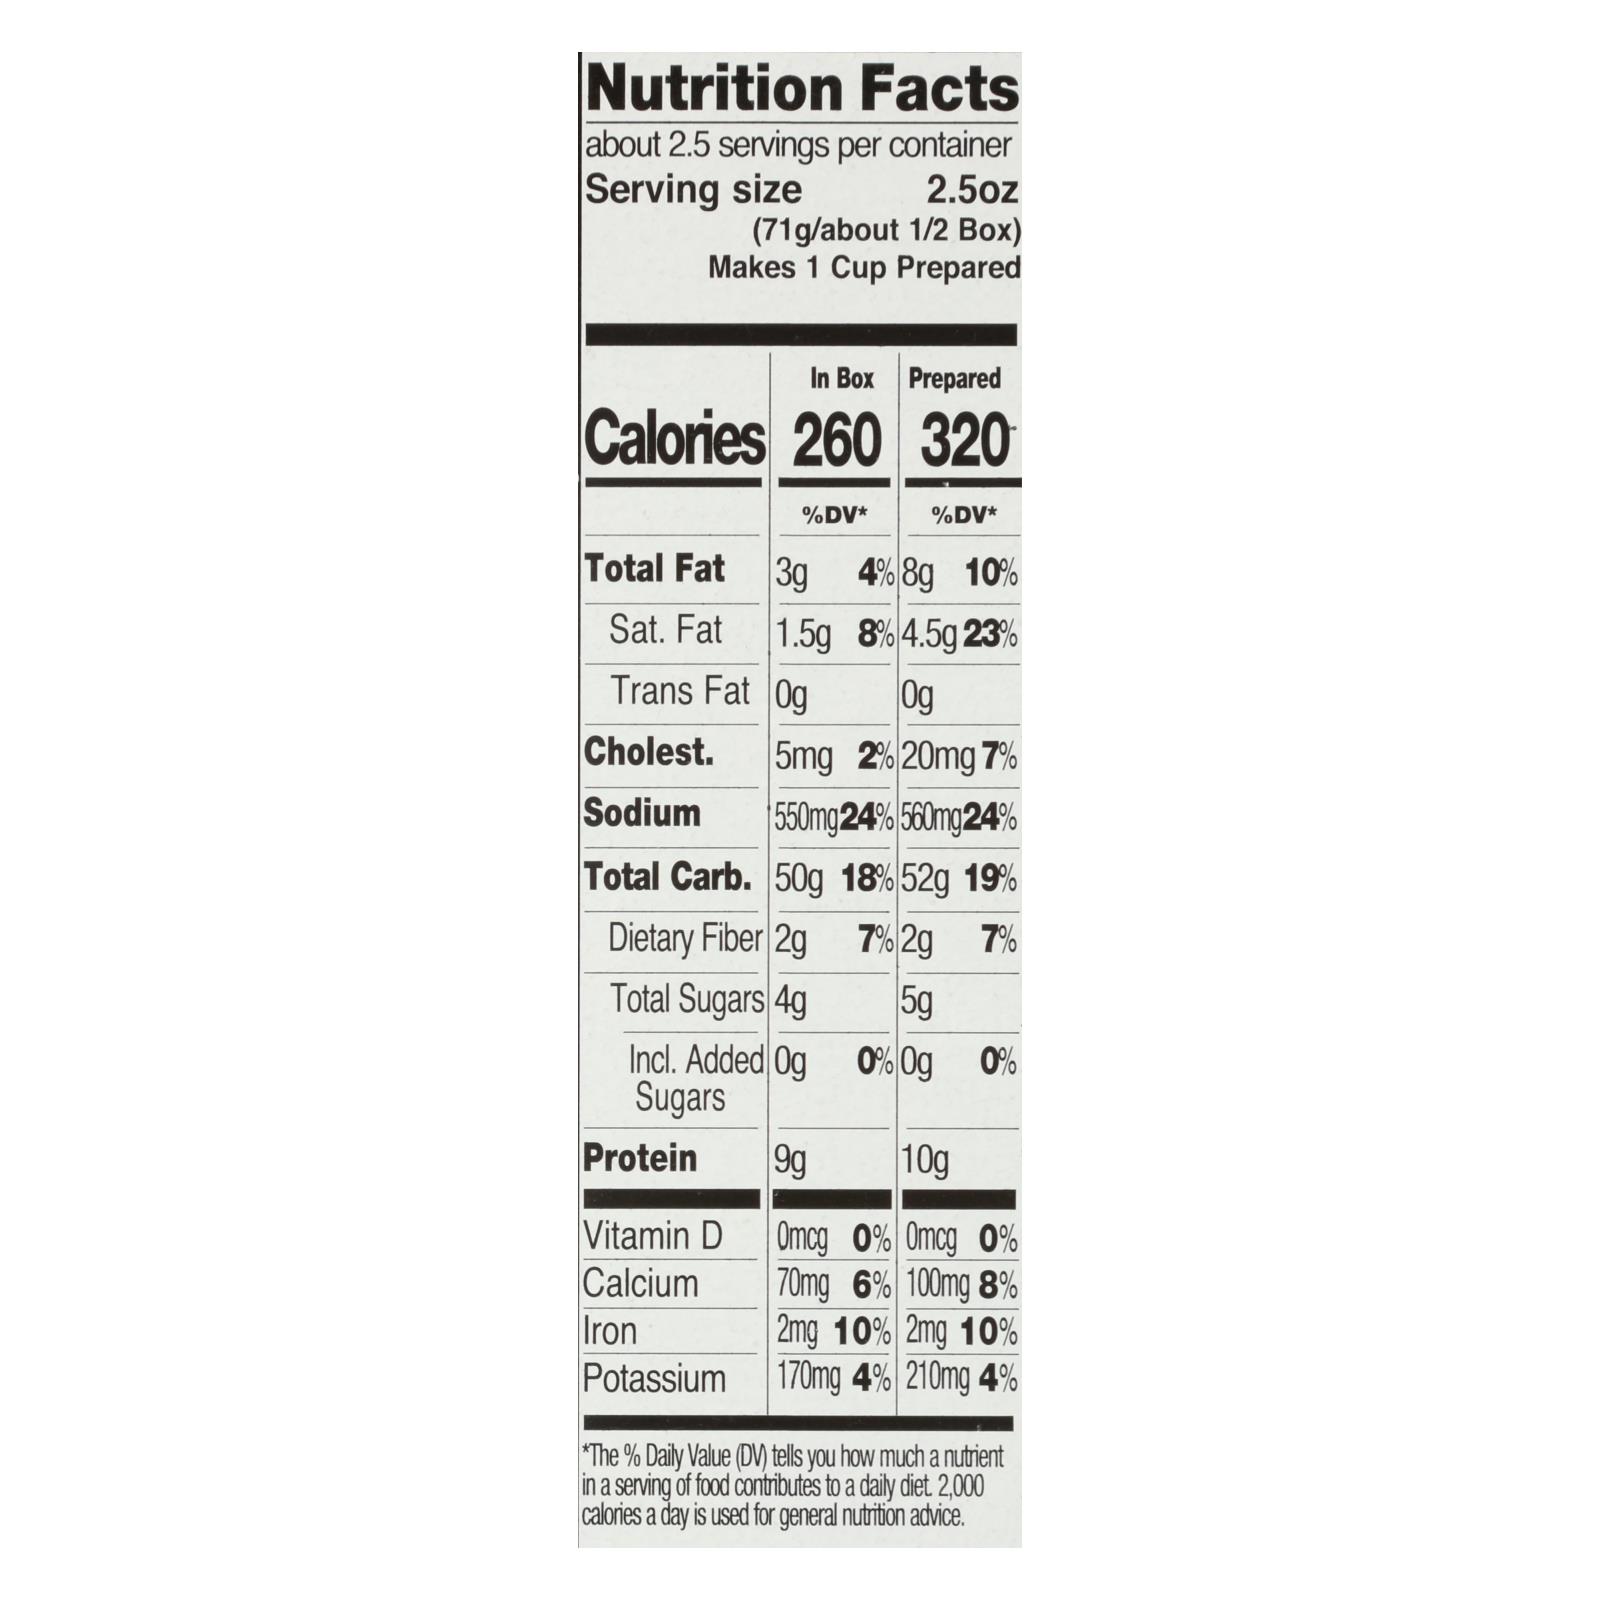 Nutrition Facts
about 2.5 servings per container
Serving size 2.5oz
(71g/about 1/2 Box)
Makes 1 Cup Prepared
In Box Prepared
Calories 260 320
%DV* %DV*
Total Fat 3g 4% 8g 10%
Sat. Fat 1.5g 8% 4.5g 23%
Trans Fat 0g 0g
Cholest. 5mg 2% 20mg 7%
Sodium 550mg 24% 560mg 24%
Total Carb. 50g 18% 52g 19%
Dietary Fiber 2g 7% 2g 7%
Total Sugars 4g 5g
Incl. Added 0g 0% 0g 0%
Sugars
Protein 9g 10g
Vitamin D 0mcg 0% 0mcg 0%
Calcium 70mg 6% 100mg 8%
Iron 2mg 10% 2mg 10%
Potassium 170mg 4% 210mg 4%
*The % Daily Value (DV) tells you how much a nutrient
in a serving of food contributes to a daily diet. 2,000
calories a day is used for general nutrition advice.